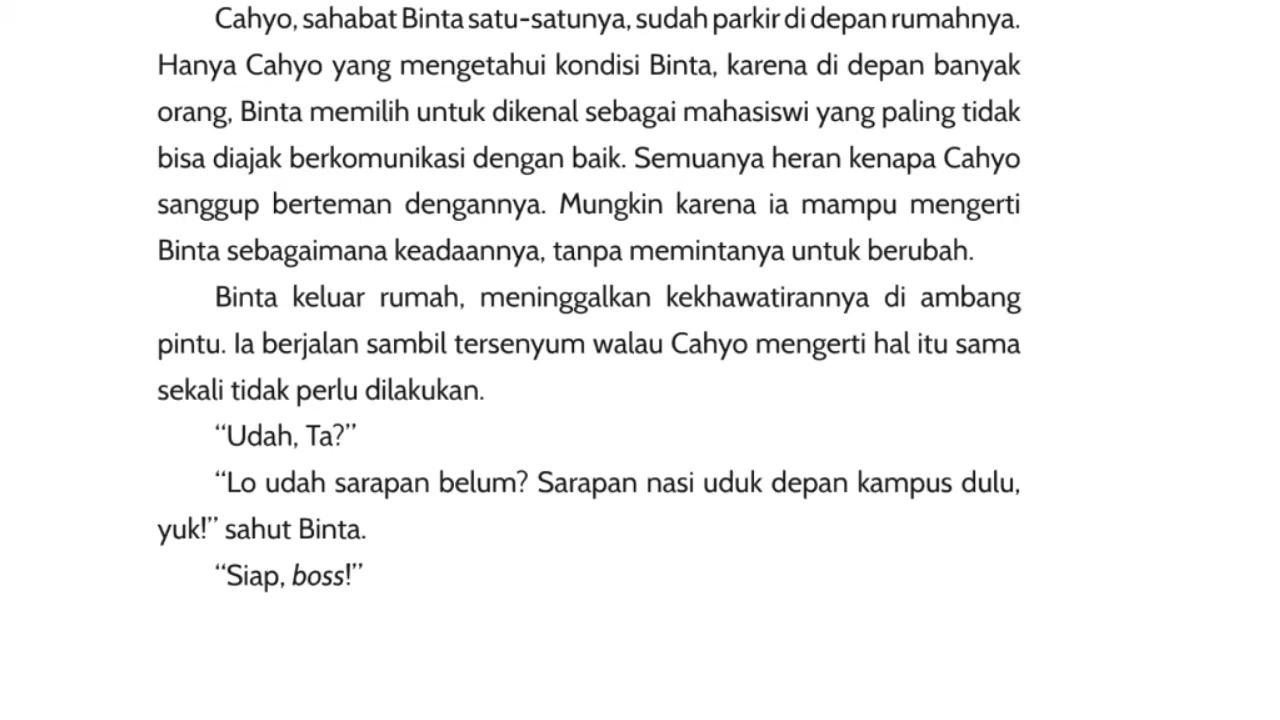 Cahyo, sahabat Binta satu-satunya, sudah parkir di depan rumahnya.
Hanya Cahyo yang mengetahui kondisi Binta, karena di depan banyak
orang, Binta memilih untuk dikenal sebagai mahasiswi yang paling tidak
bisa diajak berkomunikasi dengan baik. Semuanya heran kenapa Cahyo
sanggup berteman dengannya. Mungkin karena ia mampu mengerti
Binta sebagaimana keadaannya, tanpa memintanya untuk berubah.
Binta keluar rumah, meninggalkan kekhawatirannya di ambang
pintu. Ia berjalan sambil tersenyum walau Cahyo mengerti hal itu sama
sekali tidak perlu dilakukan.
“Udah, Ta?”
“Lo udah sarapan belum? Sarapan nasi uduk depan kampus dulu,
yuk!” sahut Binta.
“Siap, boss!”